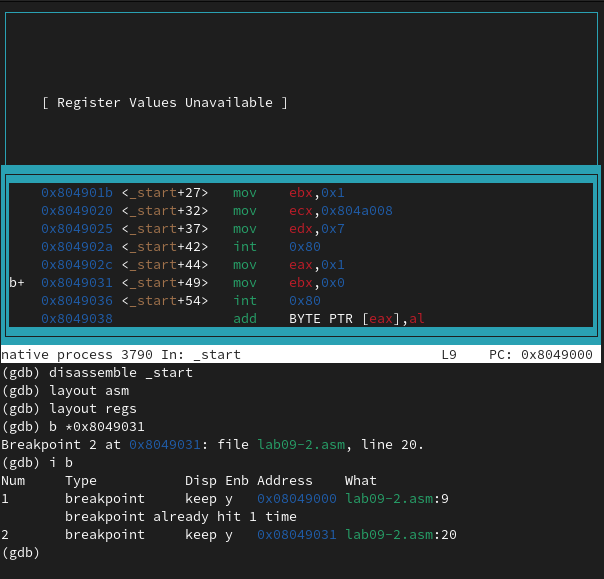 [ Register Values Unavailable ]
0x804901b <_start+27> mov ebx,0x1
0x8049020 <_start+32> mov ecx,0x804a008
0x8049025 <_start+37> mov edx,0x7
0x804902a <_start+42> int 0x80
0x804902c <_start+44> mov eax,0x1
b+ 0x8049031 <_start+49> mov ebx,0x0
0x8049036 <_start+54> int 0x80
0x8049038 add BYTE PTR [eax],al
native process 3790 In: _start L9 PC: 0x8049000
(gdb) disassemble _start
(gdb) layout asm
(gdb) layout regs
(gdb) b *0x8049031
Breakpoint 2 at 0x8049031: file lab09-2.asm, line 20.
(gdb) i b
Num Type Disp Enb Address What
1 breakpoint keep y 0x08049000 lab09-2.asm:9
breakpoint already hit 1 time
2 breakpoint keep y 0x08049031 lab09-2.asm:20
(gdb)